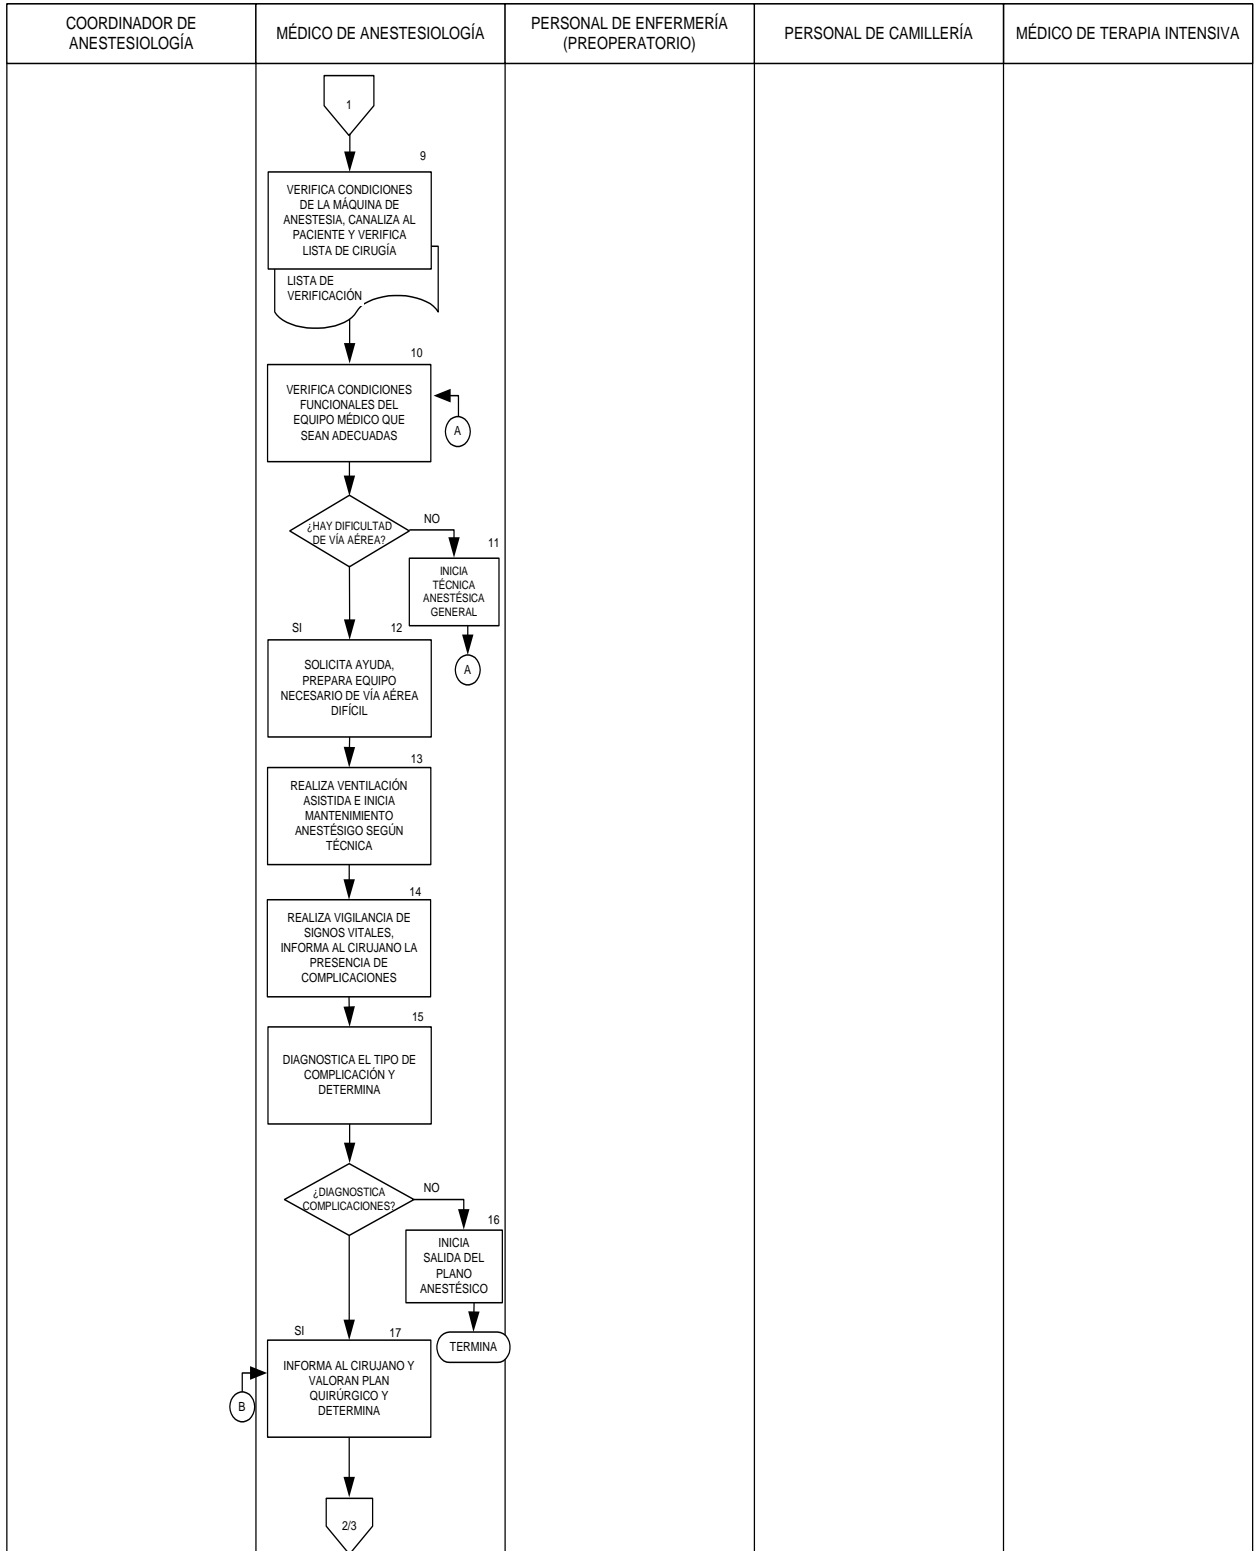 COORDINADOR DE
ANESTESIOLOGÍA
MÉDICO DE ANESTESIOLOGÍA
PERSONAL DE ENFERMERÍA
(PREOPERATORIO)
PERSONAL DE CAMILLERÍA
MÉDICO DE TERAPIA INTENSIVA
1
9
VERIFICA CONDICIONES
DE LA MÁQUINA DE
ANESTESIA, CANALIZA AL
PACIENTE Y VERIFICA
LISTA DE CIRUGÍA
LISTA DE
VERIFICACIÓN
10
VERIFICA CONDICIONES
FUNCIONALES DEL
EQUIPO MÉDICO QUE
SEAN ADECUADAS
A
¿HAY DIFICULTAD
DE VÍA AÉREA?
NO
11
INICIA
TÉCNICA
ANESTÉSICA
GENERAL
A
SI
12
SOLICITA AYUDA,
PREPARA EQUIPO
NECESARIO DE VÍA AÉREA
DIFÍCIL
13
REALIZA VENTILACIÓN
ASISTIDA E INICIA
MANTENIMIENTO
ANESTÉSIGO SEGÚN
TÉCNICA
14
REALIZA VIGILANCIA DE
SIGNOS VITALES,
INFORMA AL CIRUJANO LA
PRESENCIA DE
COMPLICACIONES
15
DIAGNOSTICA EL TIPO DE
COMPLICACIÓN Y
DETERMINA
¿DIAGNOSTICA
COMPLICACIONES?
NO
16
INICIA
SALIDA DEL
PLANO
ANESTÉSICO
TERMINA
SI
17
INFORMA AL CIRUJANO Y
VALORAN PLAN
QUIRÚRGICO Y
DETERMINA
B
2/3